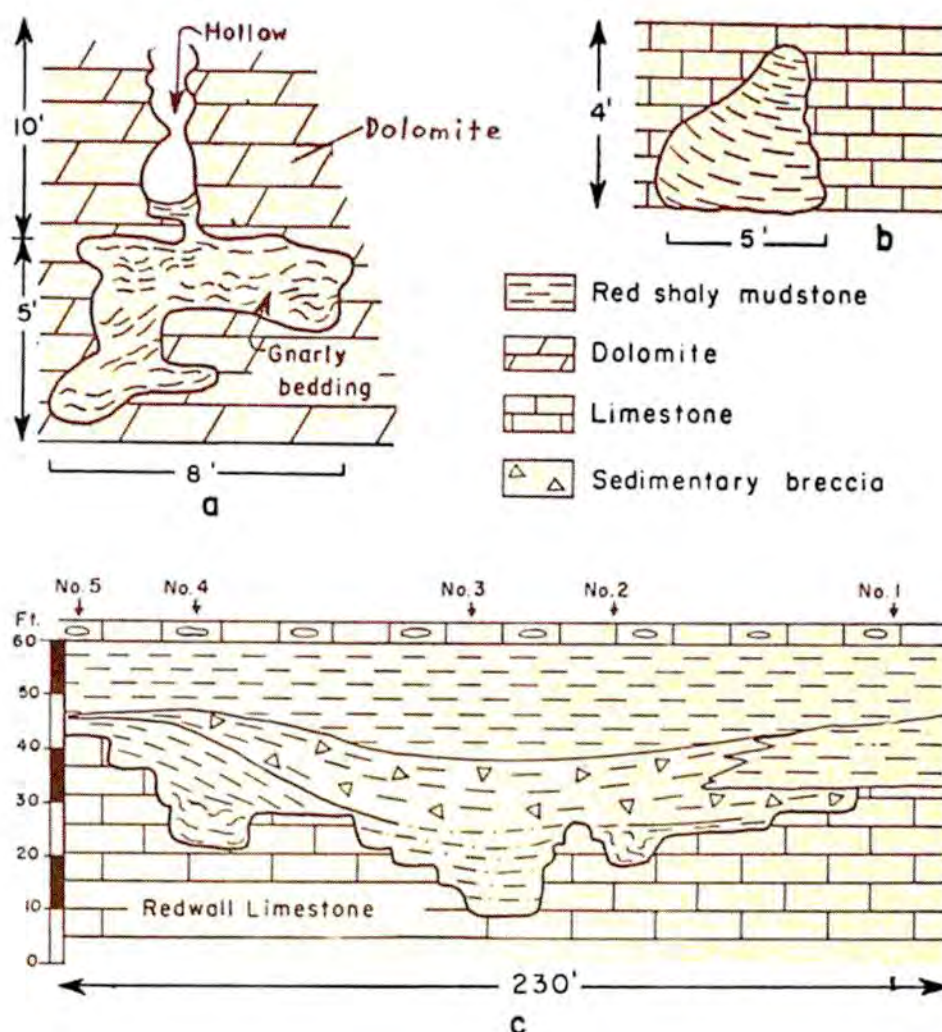 Hollow
10'
Dolomite
5'
Gnarly
bedding
8'
a
4'
5'
b
Red shaly mudstone
Dolomite
Limestone
Sedimentary breccia
No. 5
No. 4
No. 3
No. 2
No. 1
Ft.
60
50
40
30
20
10
0
Redwall Limestone
230'
c